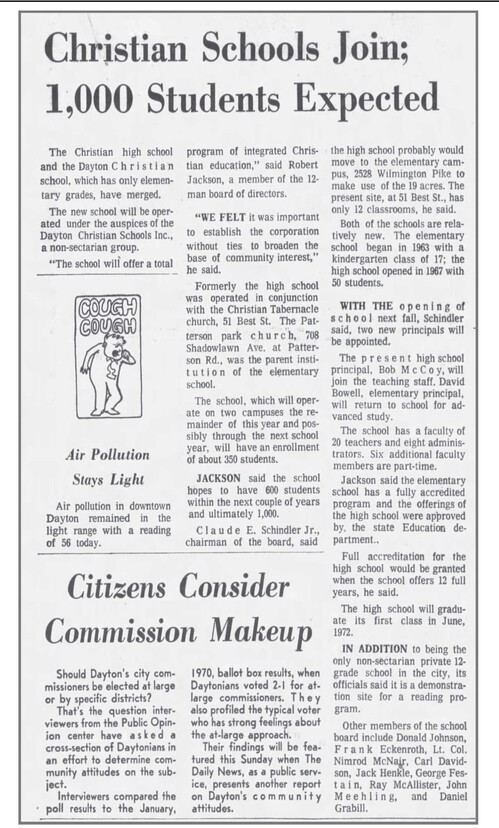 Christian Schools Join;
1,000 Students Expected
The Christian high school
and the Dayton Christian
school, which has only elemen-
tary grades, have merged.
The new school will be oper-
ated under the auspices of the
Dayton Christian Schools Inc.,
a non-sectarian group.
"The school will offer a total
program of integrated Chris-
tian education," said Robert
Jackson, a member of the 12-
man board of directors.
"WE FELT it was important
to establish the corporation
without ties to broaden the
base of community interest,"
he said.
Formerly the high school
was operated in conjunction
with the Christian Tabernacle
church, 51 Best St. The Pat-
terson park church, 708
Shadowlawn Ave. at Patter-
son Rd., was the parent insti-
tution of the elementary
school.
The school, which will oper-
ate on two campuses the re-
mainder of this year and pos-
sibly through the next school
year, will have an enrollment
of about 350 students.
JACKSON said the school
hopes to have 600 students
within the next couple of years
and ultimately 1,000.
Claude E. Schindler Jr.,
chairman of the board, said
the high school probably would
move to the elementary cam-
pus, 2528 Wilmington Pike to
make use of the 19 acres. The
present site, at 51 Best St., has
only 12 classrooms, he said.
Both of the schools are rela-
tively new. The elementary
school began in 1963 with a
kindergarten class of 17; the
high school opened in 1967 with
50 students.
WITH THE opening of
school next fall, Schindler
said, two new principals will
be appointed.
The present high school
principal, Bob McCoy, will
join the teaching staff. David
Bowell, elementary principal,
will return to school for ad-
vanced study.
The school has a faculty of
20 teachers and eight adminis-
trators. Six additional faculty
members are part-time.
Jackson said the elementary
school has a fully accredited
program and the offerings of
the high school were approved
by the state Education de-
partment..
Full accreditation for the
high school would be granted
when the school offers 12 full
years, he said.
The high school will gradu-
ate its first class in June,
1972.
IN ADDITION to being the
only non-sectarian private 12-
grade school in the city, its
officials said it is a demonstra-
tion site for a reading pro-
gram.
Other members of the school
board include Donald Johnson,
Frank Eckenroth, Lt. Col.
Nimrod McNair, Carl David-
son, Jack Henkle, George Fes-
tain, Ray McAllister, John
Meehling, and Daniel
Grabill.
COUGH
COUGH
Air Pollution
Stays Light
Air pollution in downtown
Dayton remained in the
light range with a reading
of 56 today.
Citizens Consider
Commission Makeup
Should Dayton's city com-
missioners be elected at large
or by specific districts?
That's the question inter-
viewers from the Public Opin-
ion center have asked a
cross-section of Daytonians in
an effort to determine com-
munity attitudes on the sub-
ject.
Interviewers compared the
poll results to the January,
1970, ballot box results, when
Daytonians voted 2-1 for at-
large commissioners. They
also profiled the typical voter
who has strong feelings about
the at-large approach.
Their findings will be fea-
tured this Sunday when The
Daily News, as a public serv-
ice, presents another report
on Dayton's community
attitudes.